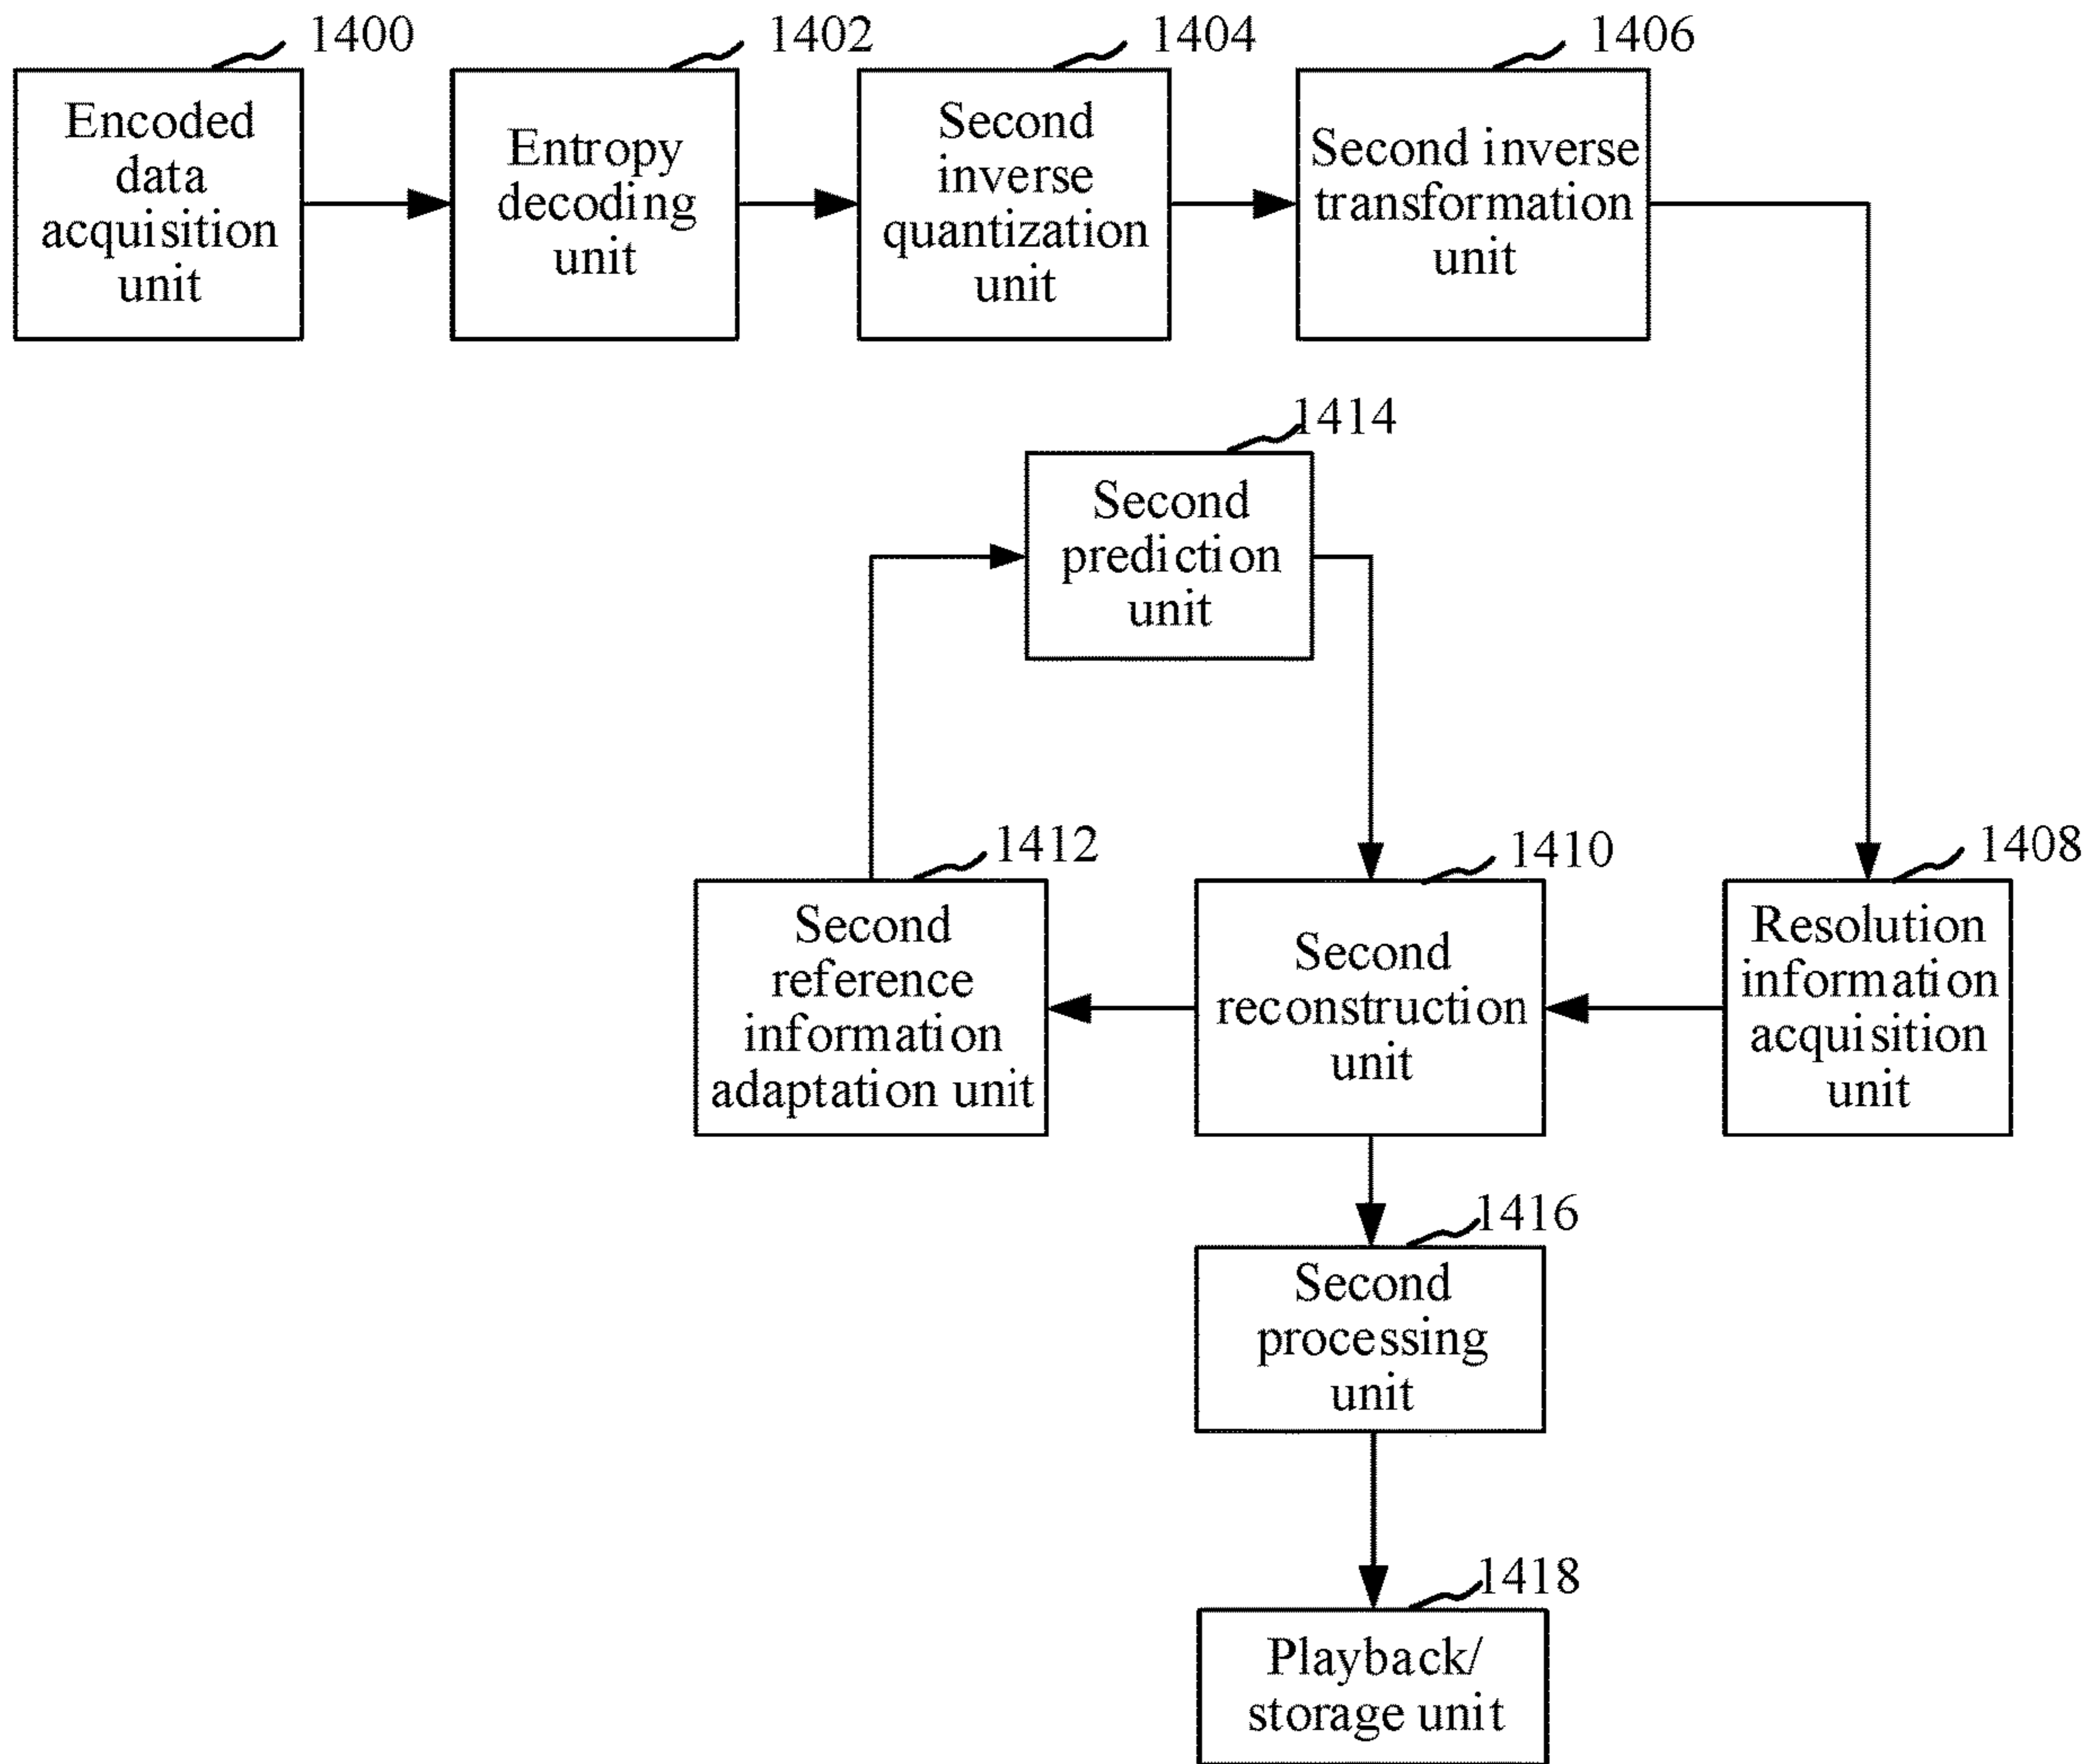 1400
Encoded
data
acquisition
unit
1402
Entropy
decoding
unit
1404
Second
inverse
quantization
unit
1406
Second inverse
transformation
unit
1414
Second
prediction
unit
1412
Second
reference
information
adaptation unit
1410
Second
reconstruction
unit
1408
Resolution
information
acquisition
unit
1416
Second
processing
unit
1418
Playback/
storage unit